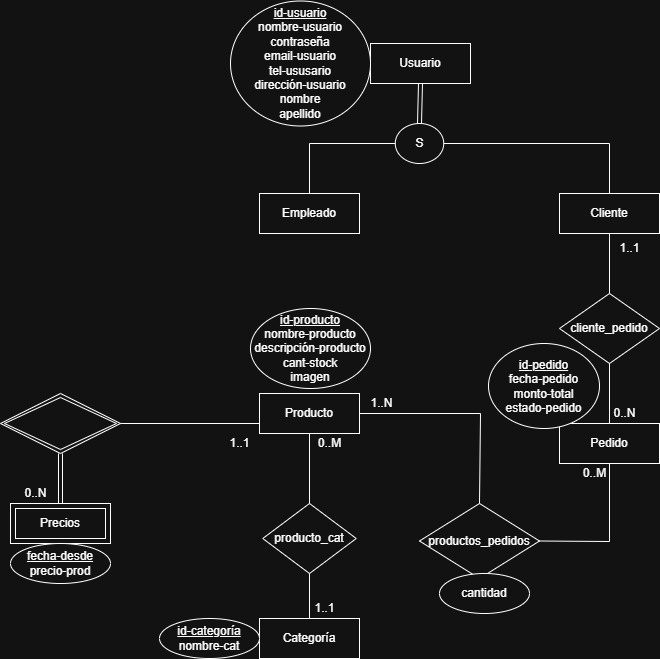 id-usuario
nombre-usuario
contraseña
email-usuario
tel-ususario
dirección-usuario
nombre
apellido
Usuario
S
Empleado
Cliente
1..1
cliente_pedido
id-producto
nombre-producto
descripción-producto
cant-stock
imagen
id-pedido
fecha-pedido
monto-total
estado-pedido
Producto
1..N
0..N
1..1
0..M
Pedido
0..M
0..N
Precios
fecha-desde
precio-prod
producto_cat
productos_pedidos
cantidad
1..1
id-categoría
nombre-cat
Categoría